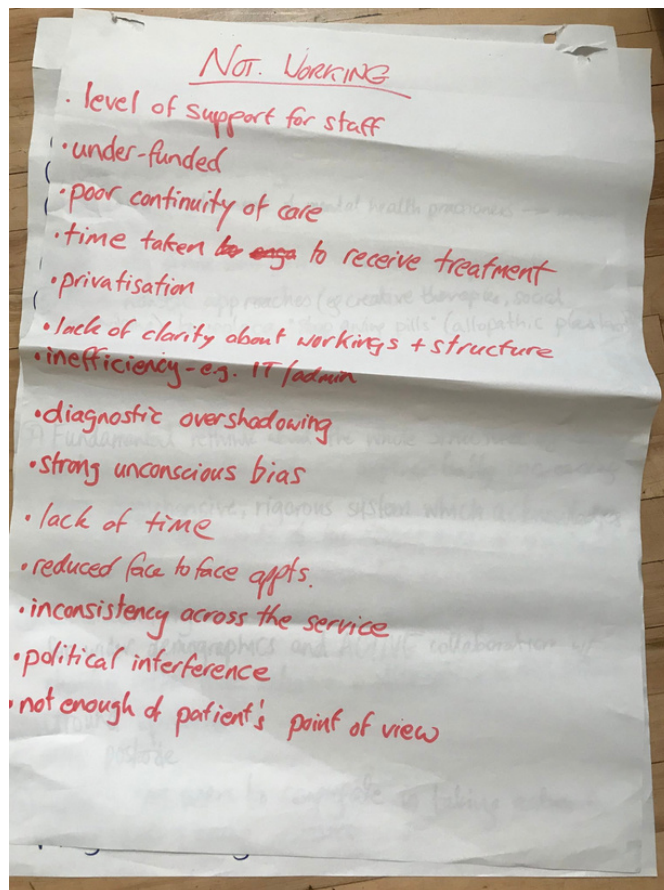 NOT. WORKING
· level of support for staff
· under-funded
· poor continuity of care
· time taken to receive treatment
· privatisation
· lack of clarity about workings + structure
· inefficiency - e.g. IT/admin
· diagnostic overshadowing
· strong unconscious bias
· lack of time
· reduced face to face appts.
· inconsistency across the service
· political interference
· not enough of patient's point of view